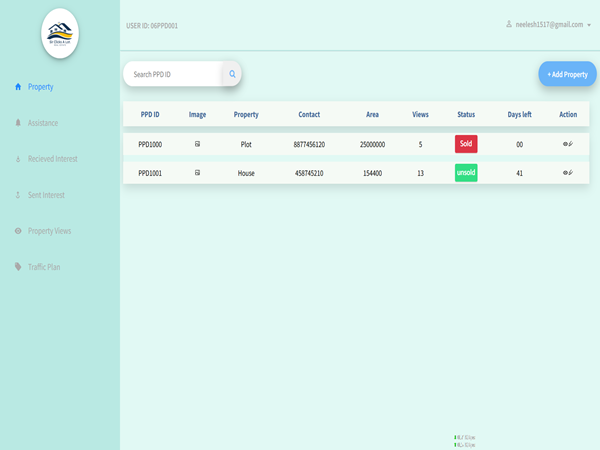 USER ID: 06PPD001
neelesh1517@gmail.com
Search PPD ID
+ Add Property
Property
Assistance
Recieved Interest
Sent Interest
Property Views
Traffic Plan
PPD ID Image Property Contact Area Views Status Days left Action
PPD1000 Plot 8877456120 25000000 5 Sold 00
PPD1001 House 458745210 154400 13 unsold 41